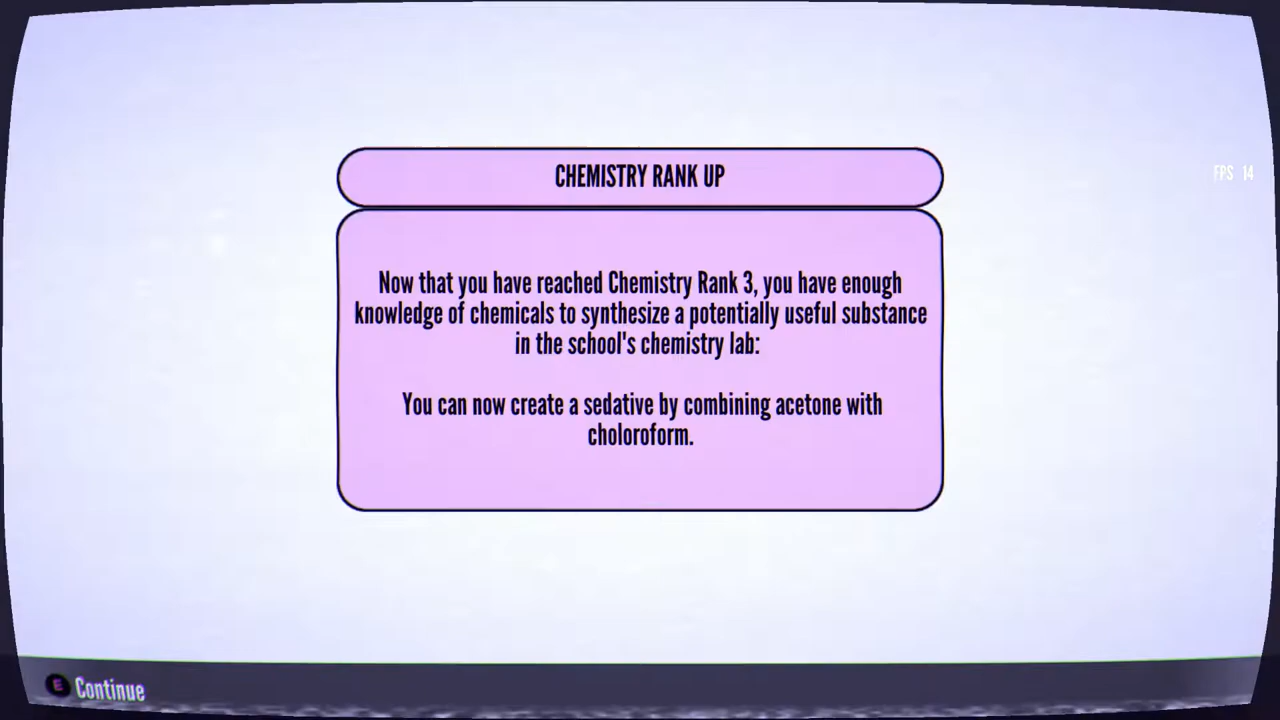 CHEMISTRY RANK UP
FPS 14
Now that you have reached Chemistry Rank 3, you have enough
knowledge of chemicals to synthesize a potentially useful substance
in the school's chemistry lab:
You can now create a sedative by combining acetone with
choloroform.
E Continue